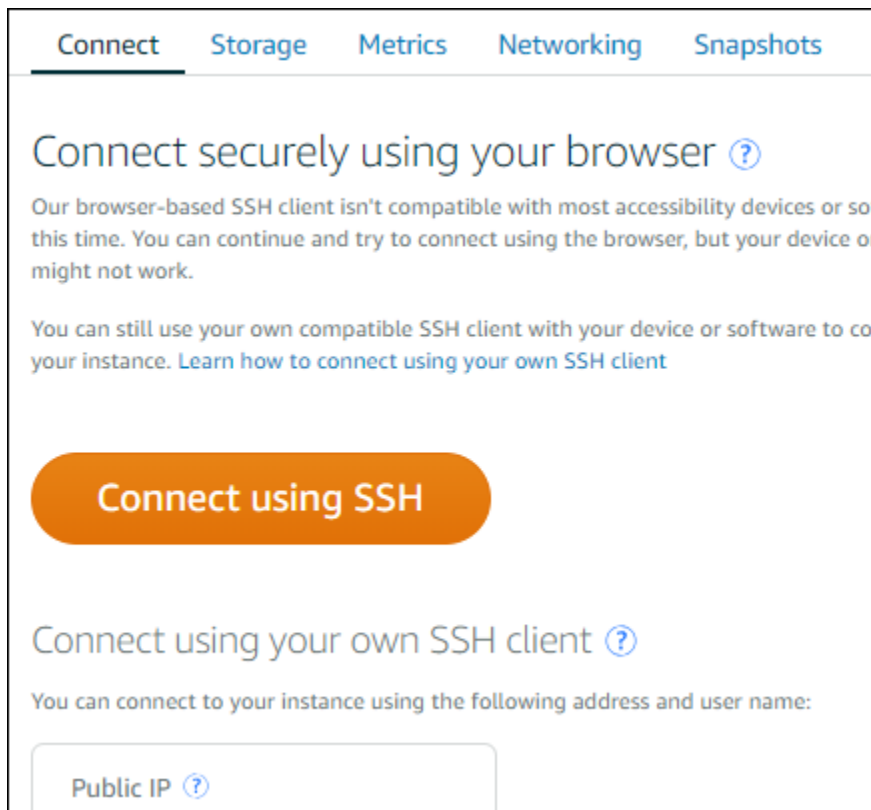 Connect Storage Metrics Networking Snapshots
Connect securely using your browser ?
Our browser-based SSH client isn't compatible with most accessibility devices or so
this time. You can continue and try to connect using the browser, but your device o
might not work.
You can still use your own compatible SSH client with your device or software to co
your instance. Learn how to connect using your own SSH client
Connect using SSH
Connect using your own SSH client ?
You can connect to your instance using the following address and user name:
Public IP ?